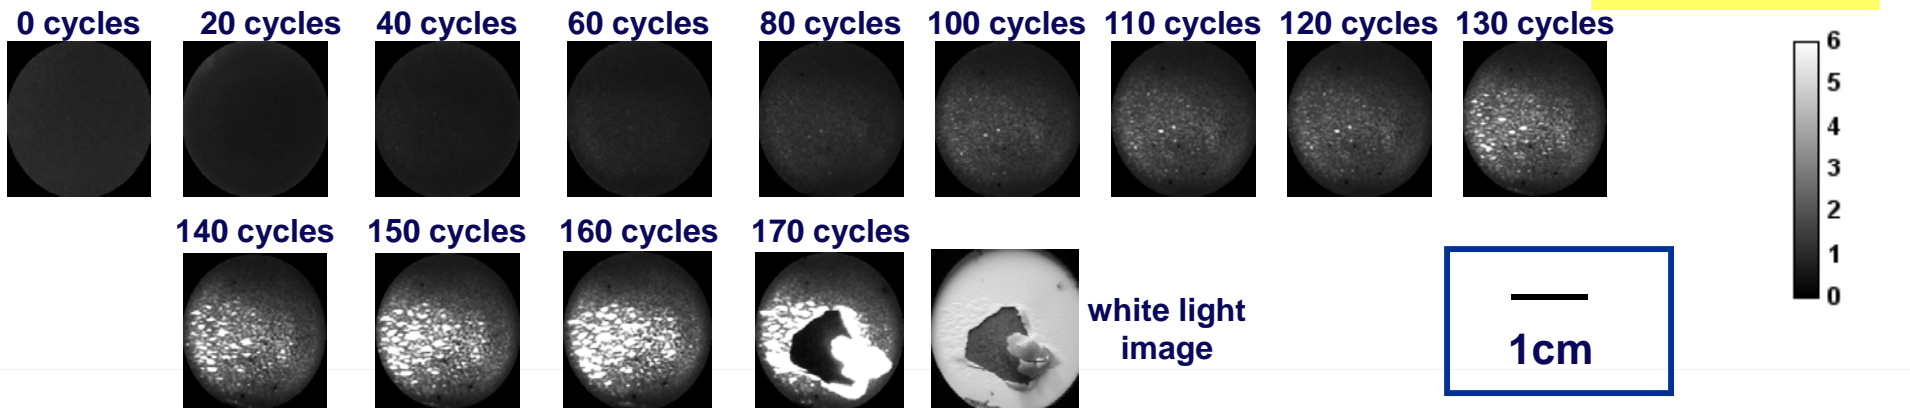 0 cycles
20 cycles
40 cycles
60 cycles
80 cycles
100 cycles
110 cycles
120 cycles
130 cycles
6
5
4
3
2
1
0
140 cycles
150 cycles
160 cycles
170 cycles
white light
image
1cm